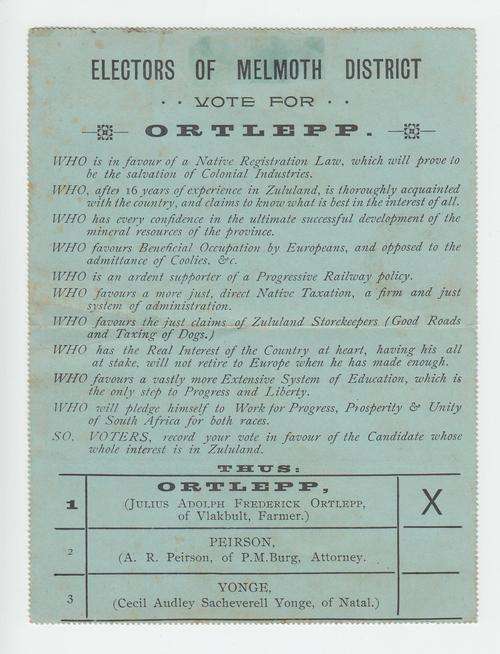 ELECTORS OF MELMOTH DISTRICT
· · VOTE FOR · ·
ORTLEPP.
WHO is in favour of a Native Registration Law, which will prove to
be the salvation of Colonial Industries.
WHO, after 16 years of experience in Zululand, is thoroughly acquainted
with the country, and claims to know what is best in the interest of all.
WHO has every confidence in the ultimate successful development of the
mineral resources of the province.
WHO favours Beneficial Occupation by Europeans, and opposed to the
admittance of Coolies, &c.
WHO is an ardent supporter of a Progressive Railway policy.
WHO favours a more just, direct Native Taxation, a firm and just
system of administration.
WHO favours the just claims of Zululand Storekeepers (Good Roads
and Taxing of Dogs.)
WHO has the Real Interest of the Country at heart, having his all
at stake, will not retire to Europe when he has made enough.
WHO favours a vastly more Extensive System of Education, which is
the only step to Progress and Liberty.
WHO will pledge himself to Work for Progress, Prosperity & Unity
of South Africa for both races.
SO, VOTERS, record your vote in favour of the Candidate whose
whole interest is in Zululand.
THUS:
1 ORTLEPP, X
(Julius Adolph Frederick Ortlepp,
of Vlakbult, Farmer.)
2 PEIRSON,
(A. R. Peirson, of P.M.Burg, Attorney.
3 YONGE,
(Cecil Audley Sacheverell Yonge, of Natal.)